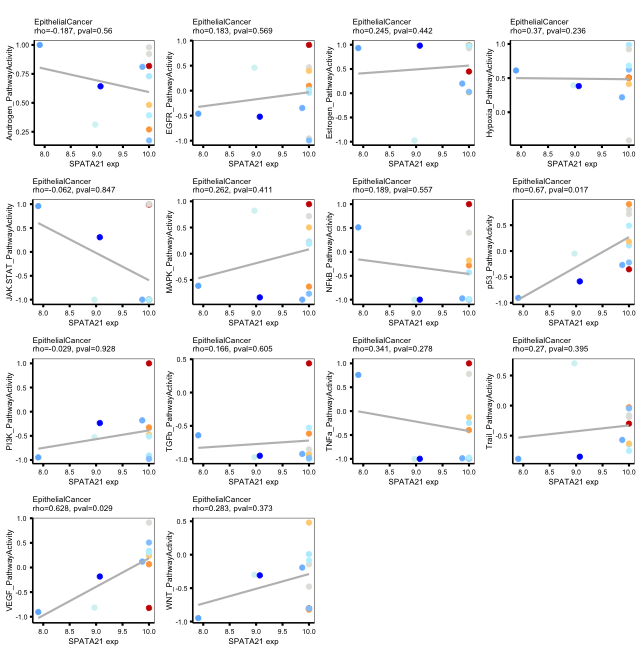 EpithelialCancer
rho=-0.187, pval=0.56
Androgen_PathwayActivity
1.00
0.75
0.50
0.25
8.0 8.5 9.0 9.5 10.0
SPATA21 exp
EpithelialCancer
rho=0.183, pval=0.569
EGFR_PathwayActivity
1.0
0.5
0.0
-0.5
-1.0
8.0 8.5 9.0 9.5 10.0
SPATA21 exp
EpithelialCancer
rho=0.245, pval=0.442
Estrogen_PathwayActivity
1.0
0.5
0.0
-0.5
-1.0
8.0 8.5 9.0 9.5 10.0
SPATA21 exp
EpithelialCancer
rho=0.37, pval=0.236
Hypoxia_PathwayActivity
1.0
0.5
0.0
8.0 8.5 9.0 9.5 10.0
SPATA21 exp
EpithelialCancer
rho=-0.062, pval=0.847
JAK-STAT_PathwayActivity
1.0
0.5
0.0
-0.5
-1.0
8.0 8.5 9.0 9.5 10.0
SPATA21 exp
EpithelialCancer
rho=0.262, pval=0.411
MAPK_PathwayActivity
1.0
0.5
0.0
-0.5
8.0 8.5 9.0 9.5 10.0
SPATA21 exp
EpithelialCancer
rho=0.189, pval=0.557
NFkB_PathwayActivity
1.0
0.5
0.0
-0.5
-1.0
8.0 8.5 9.0 9.5 10.0
SPATA21 exp
EpithelialCancer
rho=0.67, pval=0.017
p53_PathwayActivity
0.5
0.0
-0.5
-1.0
8.0 8.5 9.0 9.5 10.0
SPATA21 exp
EpithelialCancer
rho=-0.029, pval=0.928
PI3K_PathwayActivity
1.0
0.5
0.0
-0.5
-1.0
8.0 8.5 9.0 9.5 10.0
SPATA21 exp
EpithelialCancer
rho=0.166, pval=0.605
TGFb_PathwayActivity
0.5
0.0
-0.5
-1.0
8.0 8.5 9.0 9.5 10.0
SPATA21 exp
EpithelialCancer
rho=0.341, pval=0.278
TNFa_PathwayActivity
1.0
0.5
0.0
-0.5
-1.0
8.0 8.5 9.0 9.5 10.0
SPATA21 exp
EpithelialCancer
rho=0.27, pval=0.395
Trail_PathwayActivity
0.5
0.0
-0.5
8.0 8.5 9.0 9.5 10.0
SPATA21 exp
EpithelialCancer
rho=0.628, pval=0.029
VEGF_PathwayActivity
1.0
0.5
0.0
-0.5
-1.0
8.0 8.5 9.0 9.5 10.0
SPATA21 exp
EpithelialCancer
rho=0.283, pval=0.373
WNT_PathwayActivity
0.5
0.0
-0.5
-1.0
8.0 8.5 9.0 9.5 10.0
SPATA21 exp